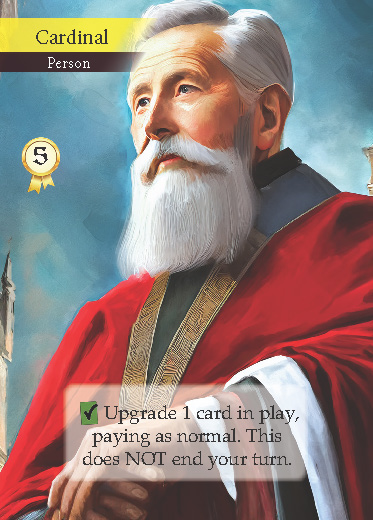 Cardinal
Person
5
Upgrade 1 card in play,
paying as normal. This
does NOT end your turn.